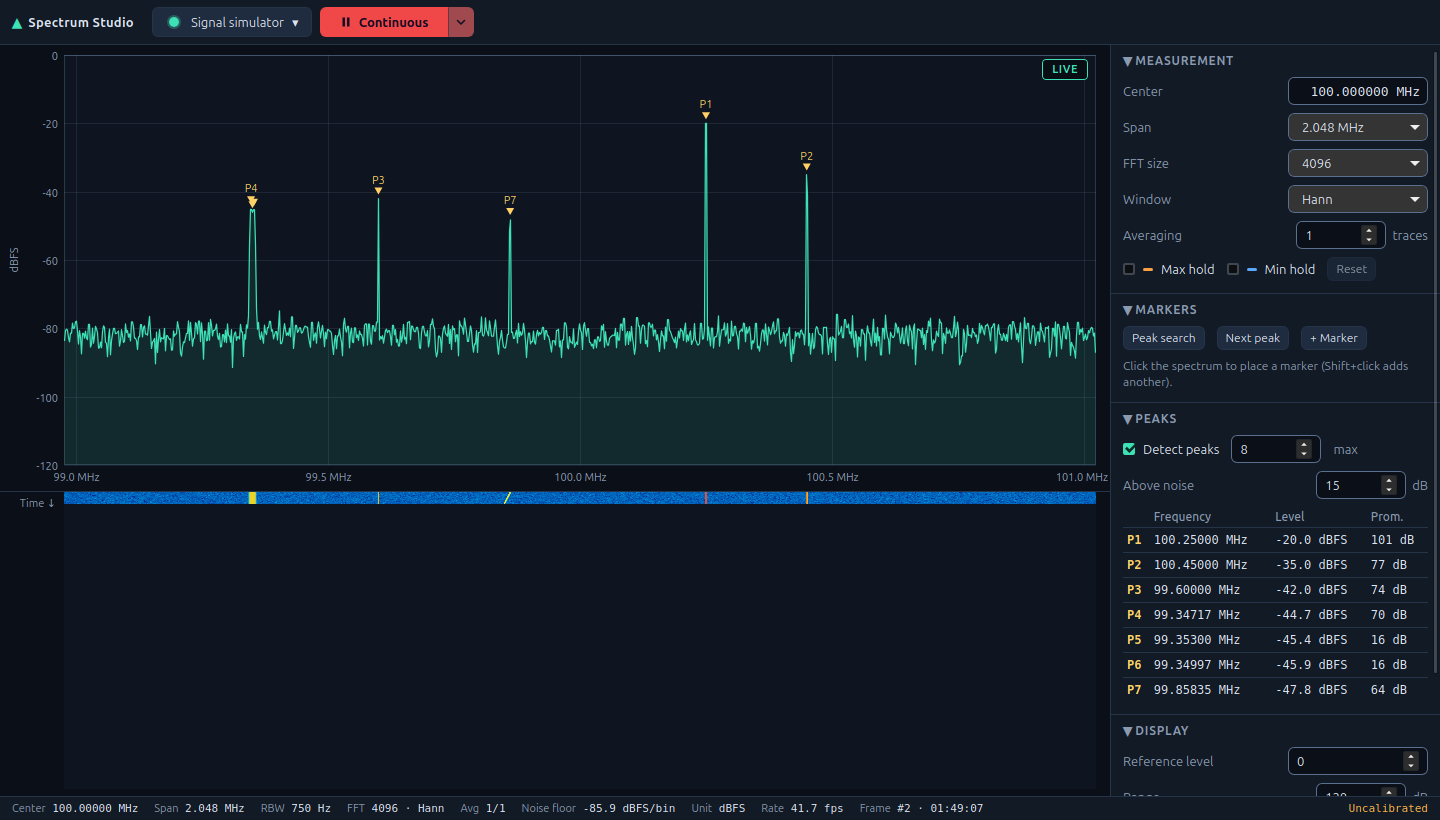 Spectrum Studio
Signal simulator ▾
Continuous
LIVE
0
-20
-40
-60
-80
-100
-120
dBFS
P1
P2
P3
P4
P7
99.0 MHz
99.5 MHz
100.0 MHz
100.5 MHz
101.0 MHz
Time ↓
▼ MEASUREMENT
Center 100.000000 MHz
Span 2.048 MHz
FFT size 4096
Window Hann
Averaging 1 traces
Max hold Min hold Reset
▼ MARKERS
Peak search Next peak + Marker
Click the spectrum to place a marker (Shift+click adds
another).
▼ PEAKS
Detect peaks 8 max
Above noise 15 dB
Frequency Level Prom.
P1 100.25000 MHz -20.0 dBFS 101 dB
P2 100.45000 MHz -35.0 dBFS 77 dB
P3 99.60000 MHz -42.0 dBFS 74 dB
P4 99.34717 MHz -44.7 dBFS 70 dB
P5 99.35300 MHz -45.4 dBFS 16 dB
P6 99.34997 MHz -45.9 dBFS 16 dB
P7 99.85835 MHz -47.8 dBFS 64 dB
▼ DISPLAY
Reference level 0
Center 100.00000 MHz Span 2.048 MHz RBW 750 Hz FFT 4096 · Hann Avg 1/1 Noise floor -85.9 dBFS/bin Unit dBFS Rate 41.7 fps Frame #2 · 01:49:07 Uncalibrated